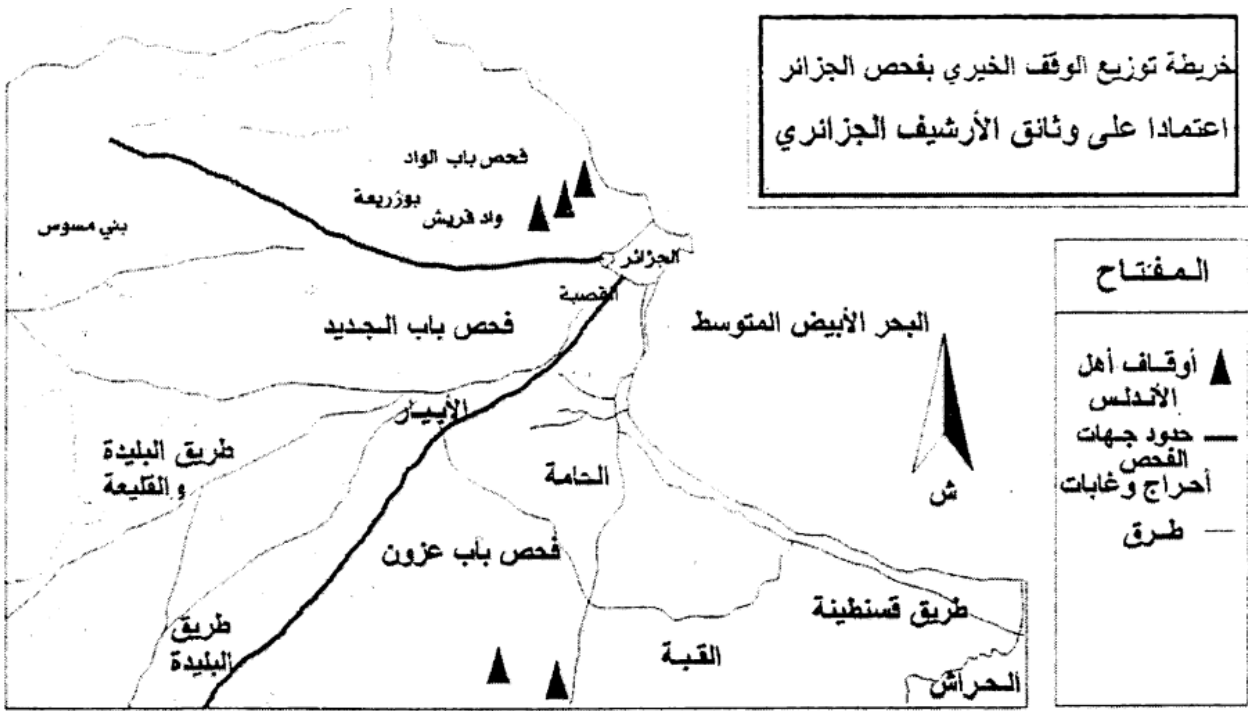 خريطة توزيع الوقف الخيري بفحص الجزائر
اعتمادا على وثائق الأرشيف الجزائري
فحص باب الواد
بوزريعة
واد قريش
بني مسوس
الجزائر
القصبة
فحص باب الجديد
البحر الأبيض المتوسط
الأبيار
طريق البليدة
والقليعة
الحامة
ش
فحص باب عزون
طريق قسنطينة
طريق
البليدة
القبة
الحراش
المفتاح
أوقاف أهل
الأندلس
حدود جهات
الفحص
أحراج وغابات
طرق